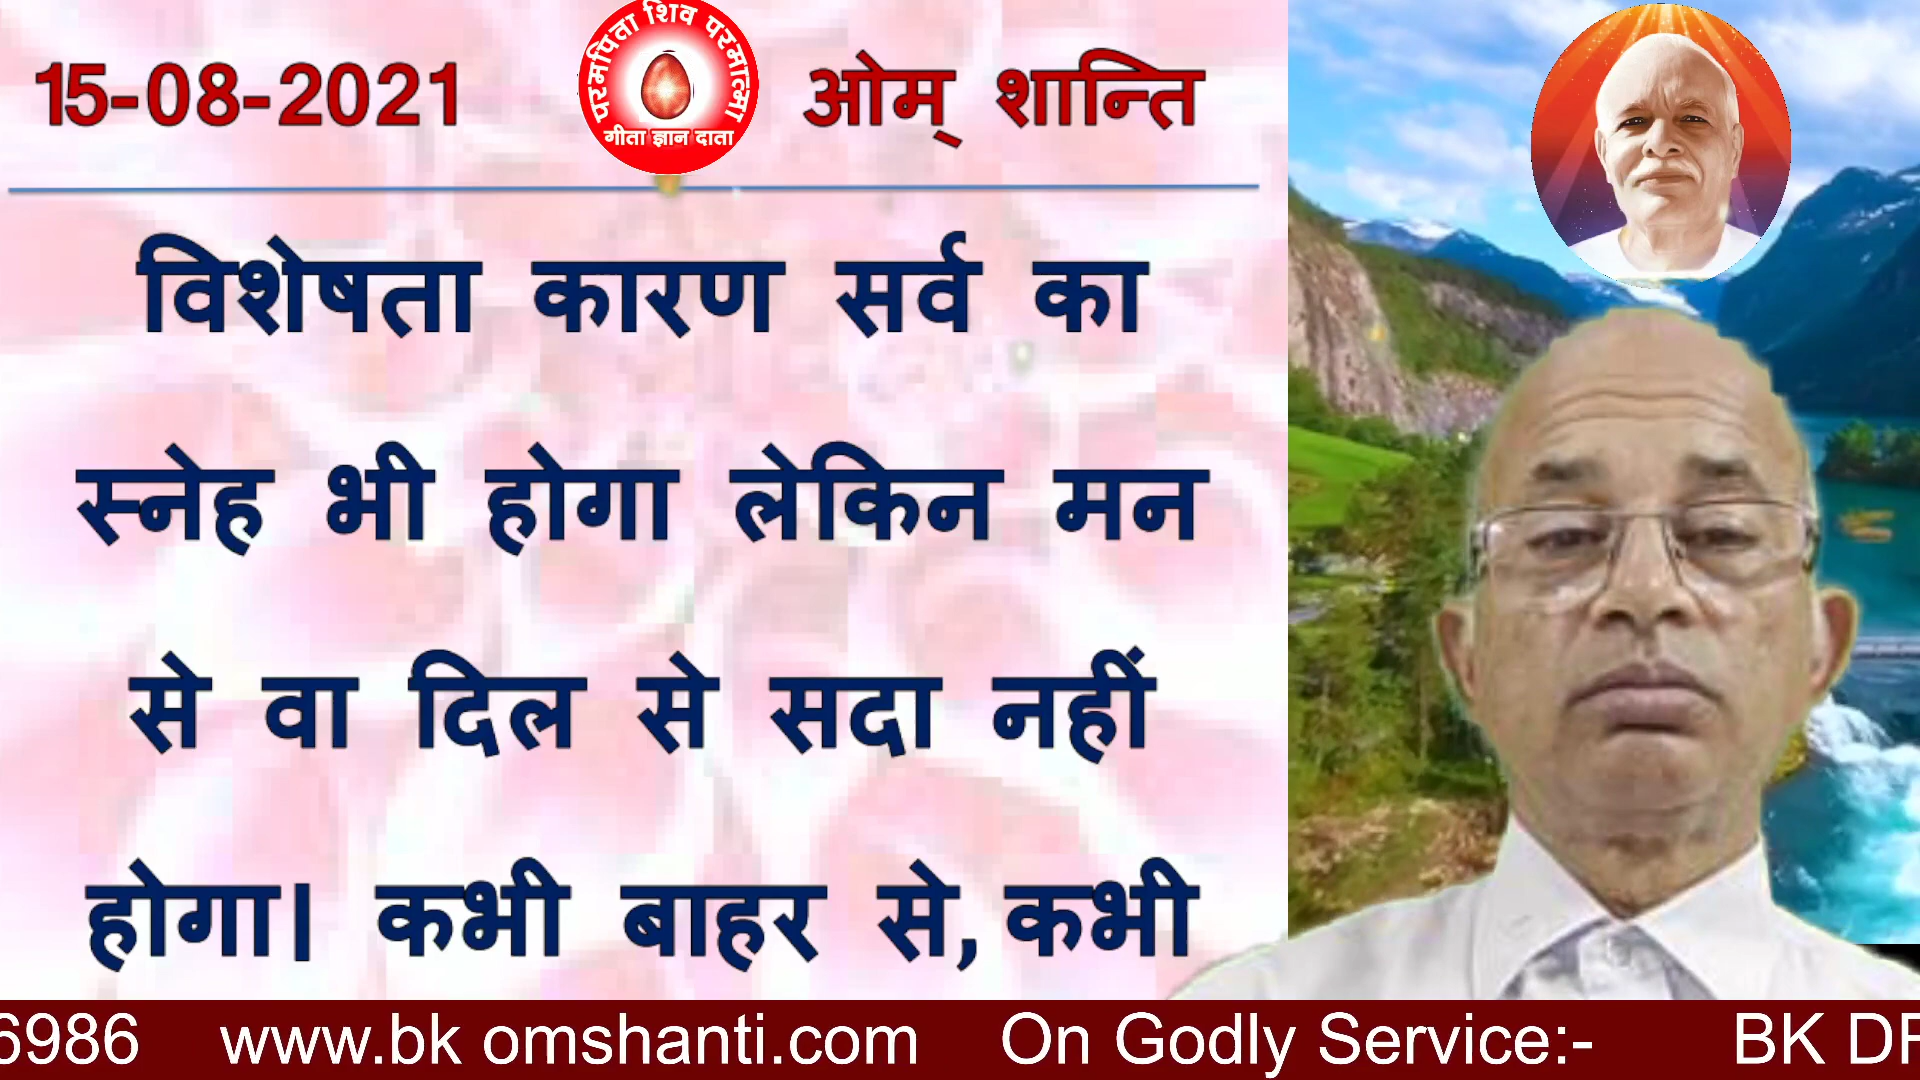 15-08-2021
परमपिता शिव परमात्मा
गीता ज्ञान दाता
ओम् शान्ति
विशेषता कारण सर्व का
स्नेह भी होगा लेकिन मन
से वा दिल से सदा नहीं
होगा। कभी बाहर से, कभी
6986 www.bk omshanti.com On Godly Service:- BK DR